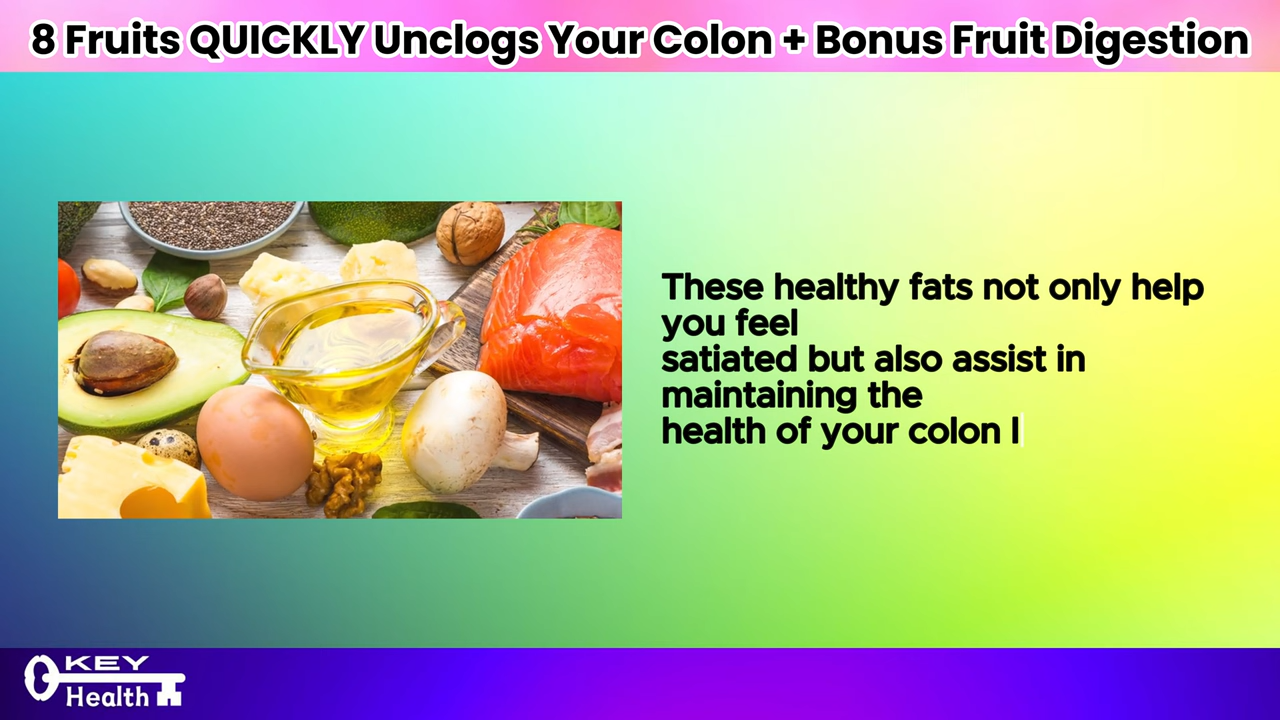 8 Fruits QUICKLY Unclogs Your Colon + Bonus Fruit Digestion
These healthy fats not only help
you feel
satiated but also assist in
maintaining the
health of your colon l
KEY
Health